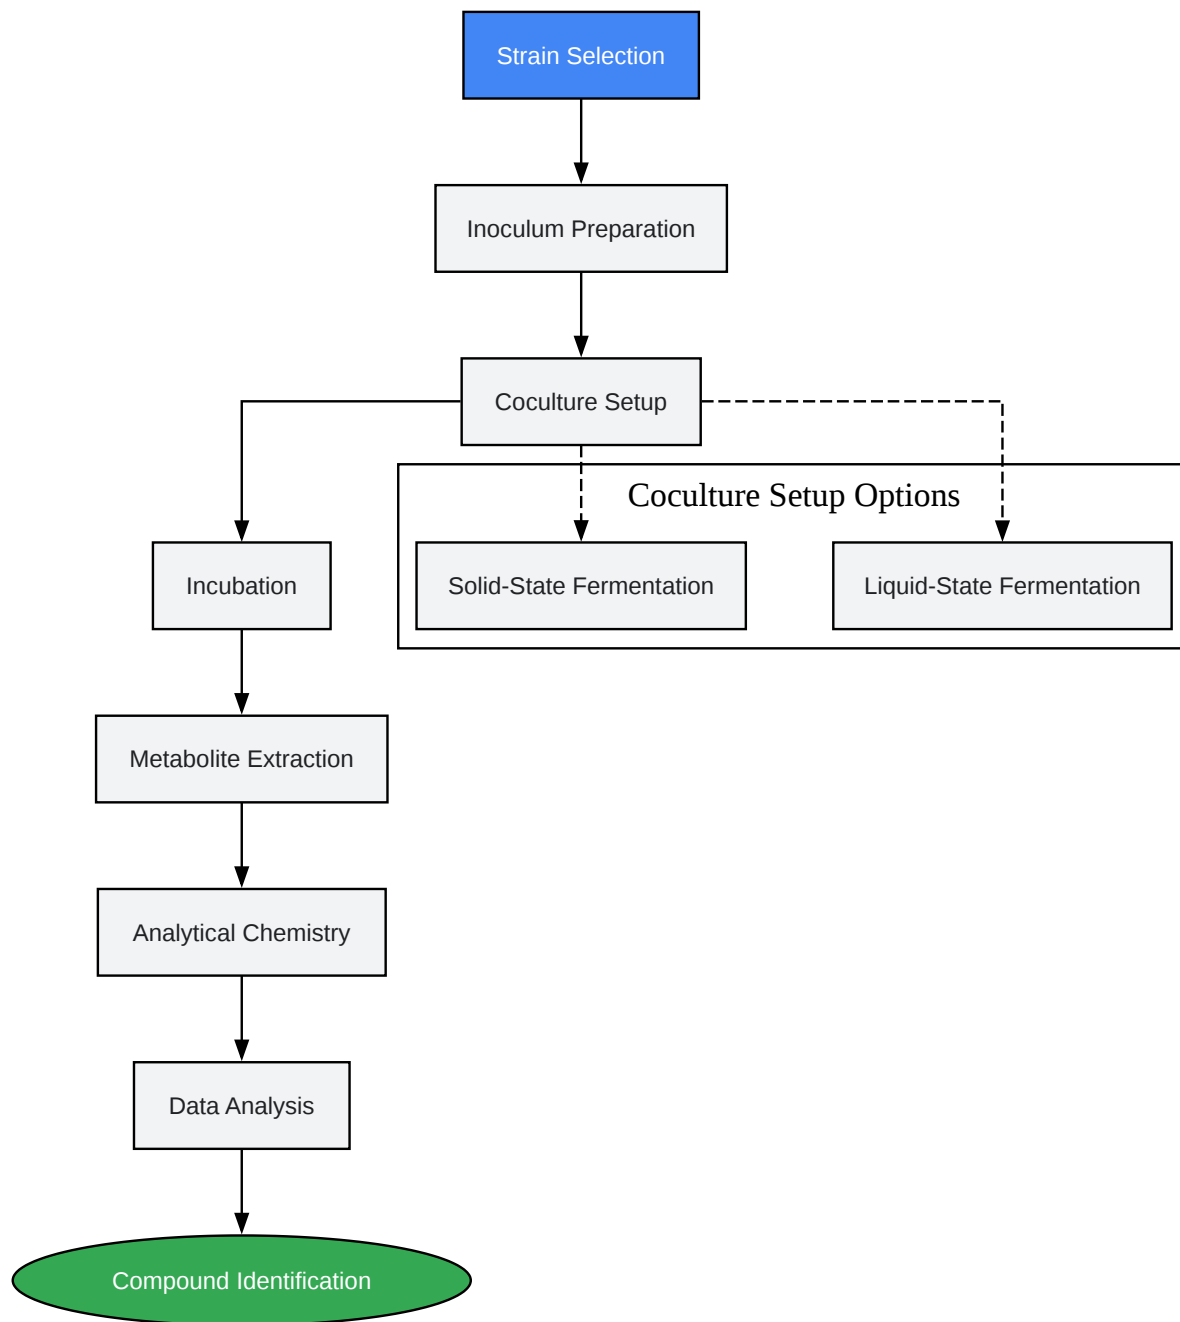 Strain Selection
Inoculum Preparation
Coculture Setup
Coculture Setup Options
Incubation
Solid-State Fermentation
Liquid-State Fermentation
Metabolite Extraction
Analytical Chemistry
Data Analysis
Compound Identification